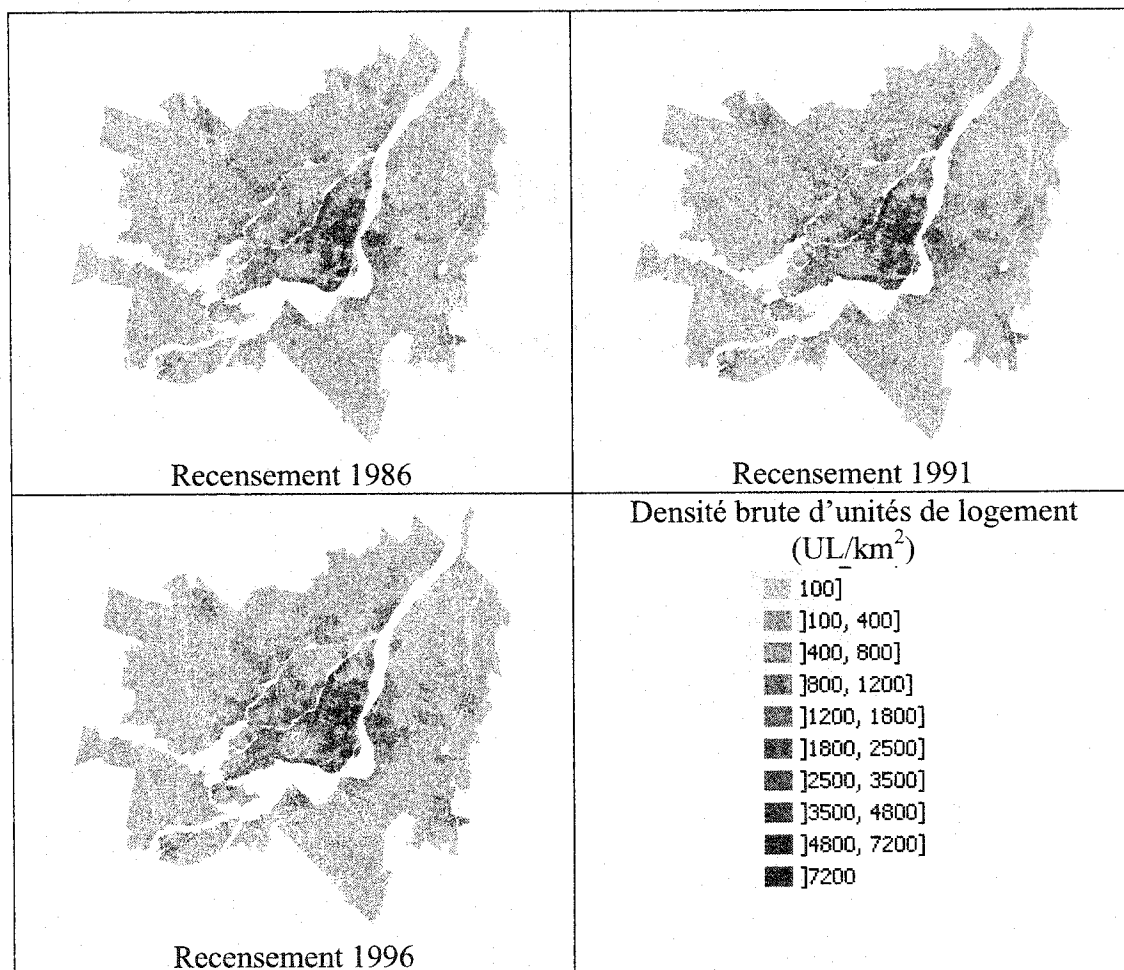 Recensement 1986
Recensement 1991
Densité brute d'unités de logement
(UL/km²)
100]
]100, 400]
]400, 800]
]800, 1200]
]1200, 1800]
]1800, 2500]
]2500, 3500]
]3500, 4800]
]4800, 7200]
]7200
Recensement 1996